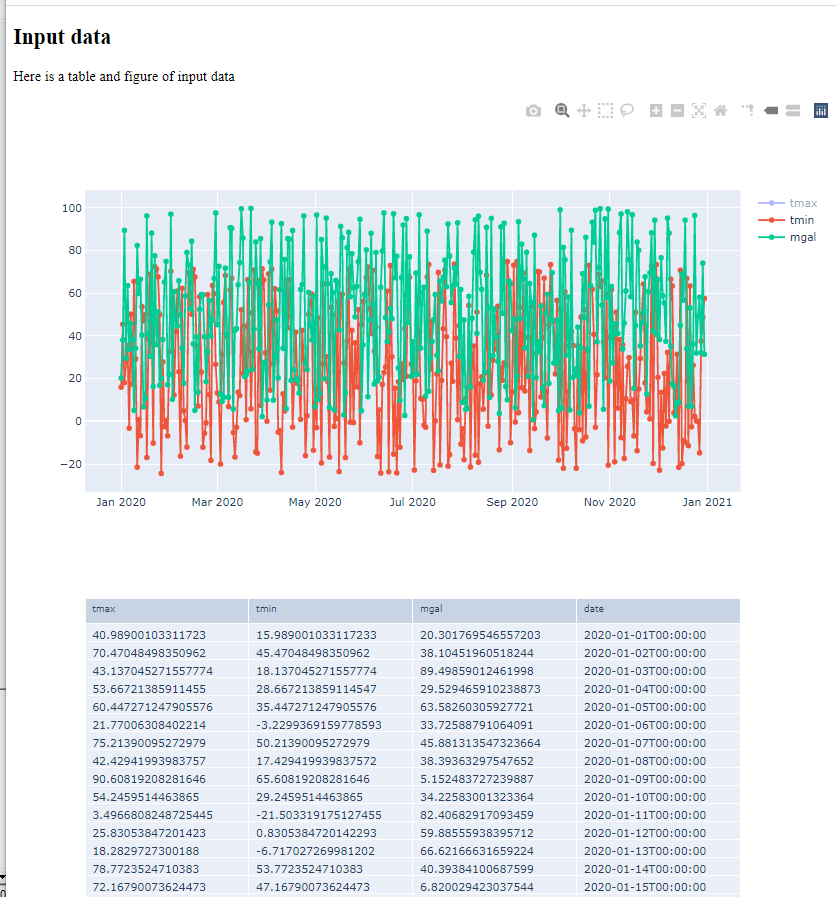 Input data
Here is a table and figure of input data
100
80
60
40
20
0
−20
Jan 2020 Mar 2020 May 2020 Jul 2020 Sep 2020 Nov 2020 Jan 2021
tmax
tmin
mgal
tmax tmin mgal date
40.98900103311723 15.989001033117233 20.301769546557203 2020-01-01T00:00:00
70.47048498350962 45.47048498350962 38.10451960518244 2020-01-02T00:00:00
43.137045271557774 18.137045271557774 89.49859012461998 2020-01-03T00:00:00
53.66721385911455 28.667213859114547 29.529465910238873 2020-01-04T00:00:00
60.447271247905576 35.447271247905576 63.58260305927721 2020-01-05T00:00:00
21.77006308402214 -3.2299369159778593 33.72588791064091 2020-01-06T00:00:00
75.21390095272979 50.21390095272979 45.881313547323664 2020-01-07T00:00:00
42.42941993983757 17.429419939837572 38.39363297547652 2020-01-08T00:00:00
90.60819208281646 65.60819208281646 5.152483727239887 2020-01-09T00:00:00
54.2459514463865 29.2459514463865 34.22583001323364 2020-01-10T00:00:00
3.4966808248725445 -21.503319175127455 82.40682917093459 2020-01-11T00:00:00
25.83053847201423 0.8305384720142293 59.88555938395712 2020-01-12T00:00:00
18.2829727300188 -6.717027269981202 66.62166631659224 2020-01-13T00:00:00
78.7723524710383 53.7723524710383 40.39384100687599 2020-01-14T00:00:00
72.16790073624473 47.16790073624473 6.820029423037544 2020-01-15T00:00:00